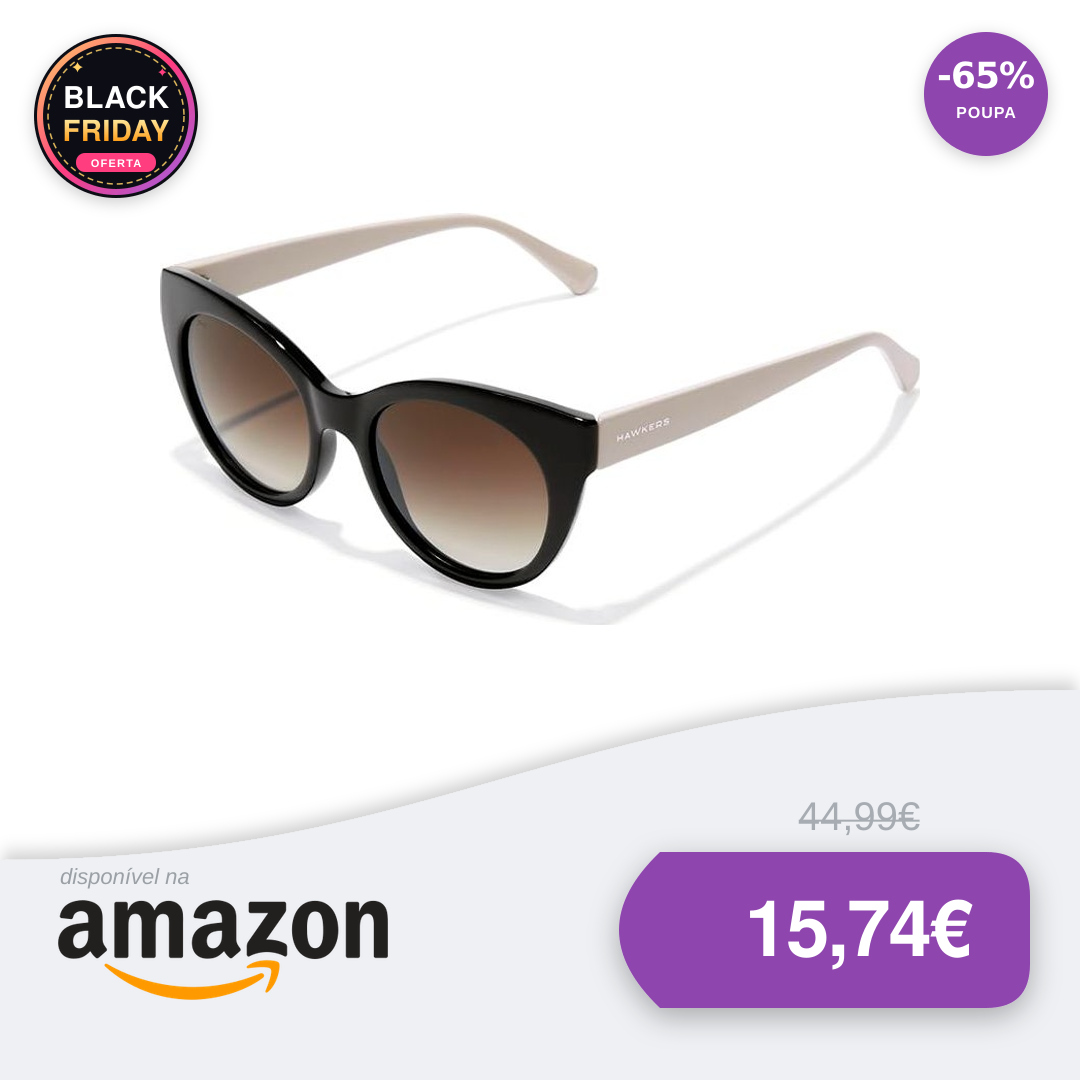 BLACK
FRIDAY
OFERTA
-65%
POUPA
HAWKERS
44,99€
disponível na
amazon
15,74€